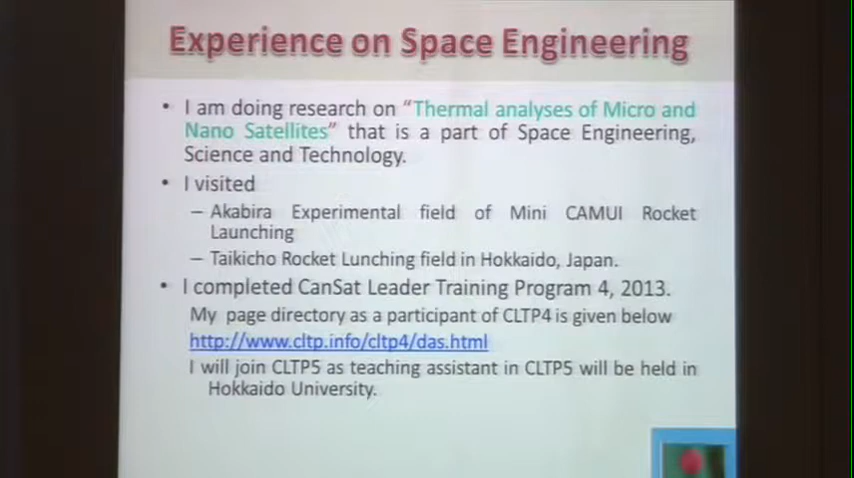 Experience on Space Engineering
• I am doing research on “Thermal analyses of Micro and
Nano Satellites” that is a part of Space Engineering,
Science and Technology.
• I visited
– Akabira Experimental field of Mini CAMUI Rocket
Launching
– Taikicho Rocket Lunching field in Hokkaido, Japan.
• I completed CanSat Leader Training Program 4, 2013.
My page directory as a participant of CLTP4 is given below
http://www.cltp.info/cltp4/das.html
I will join CLTP5 as teaching assistant in CLTP5 will be held in
Hokkaido University.